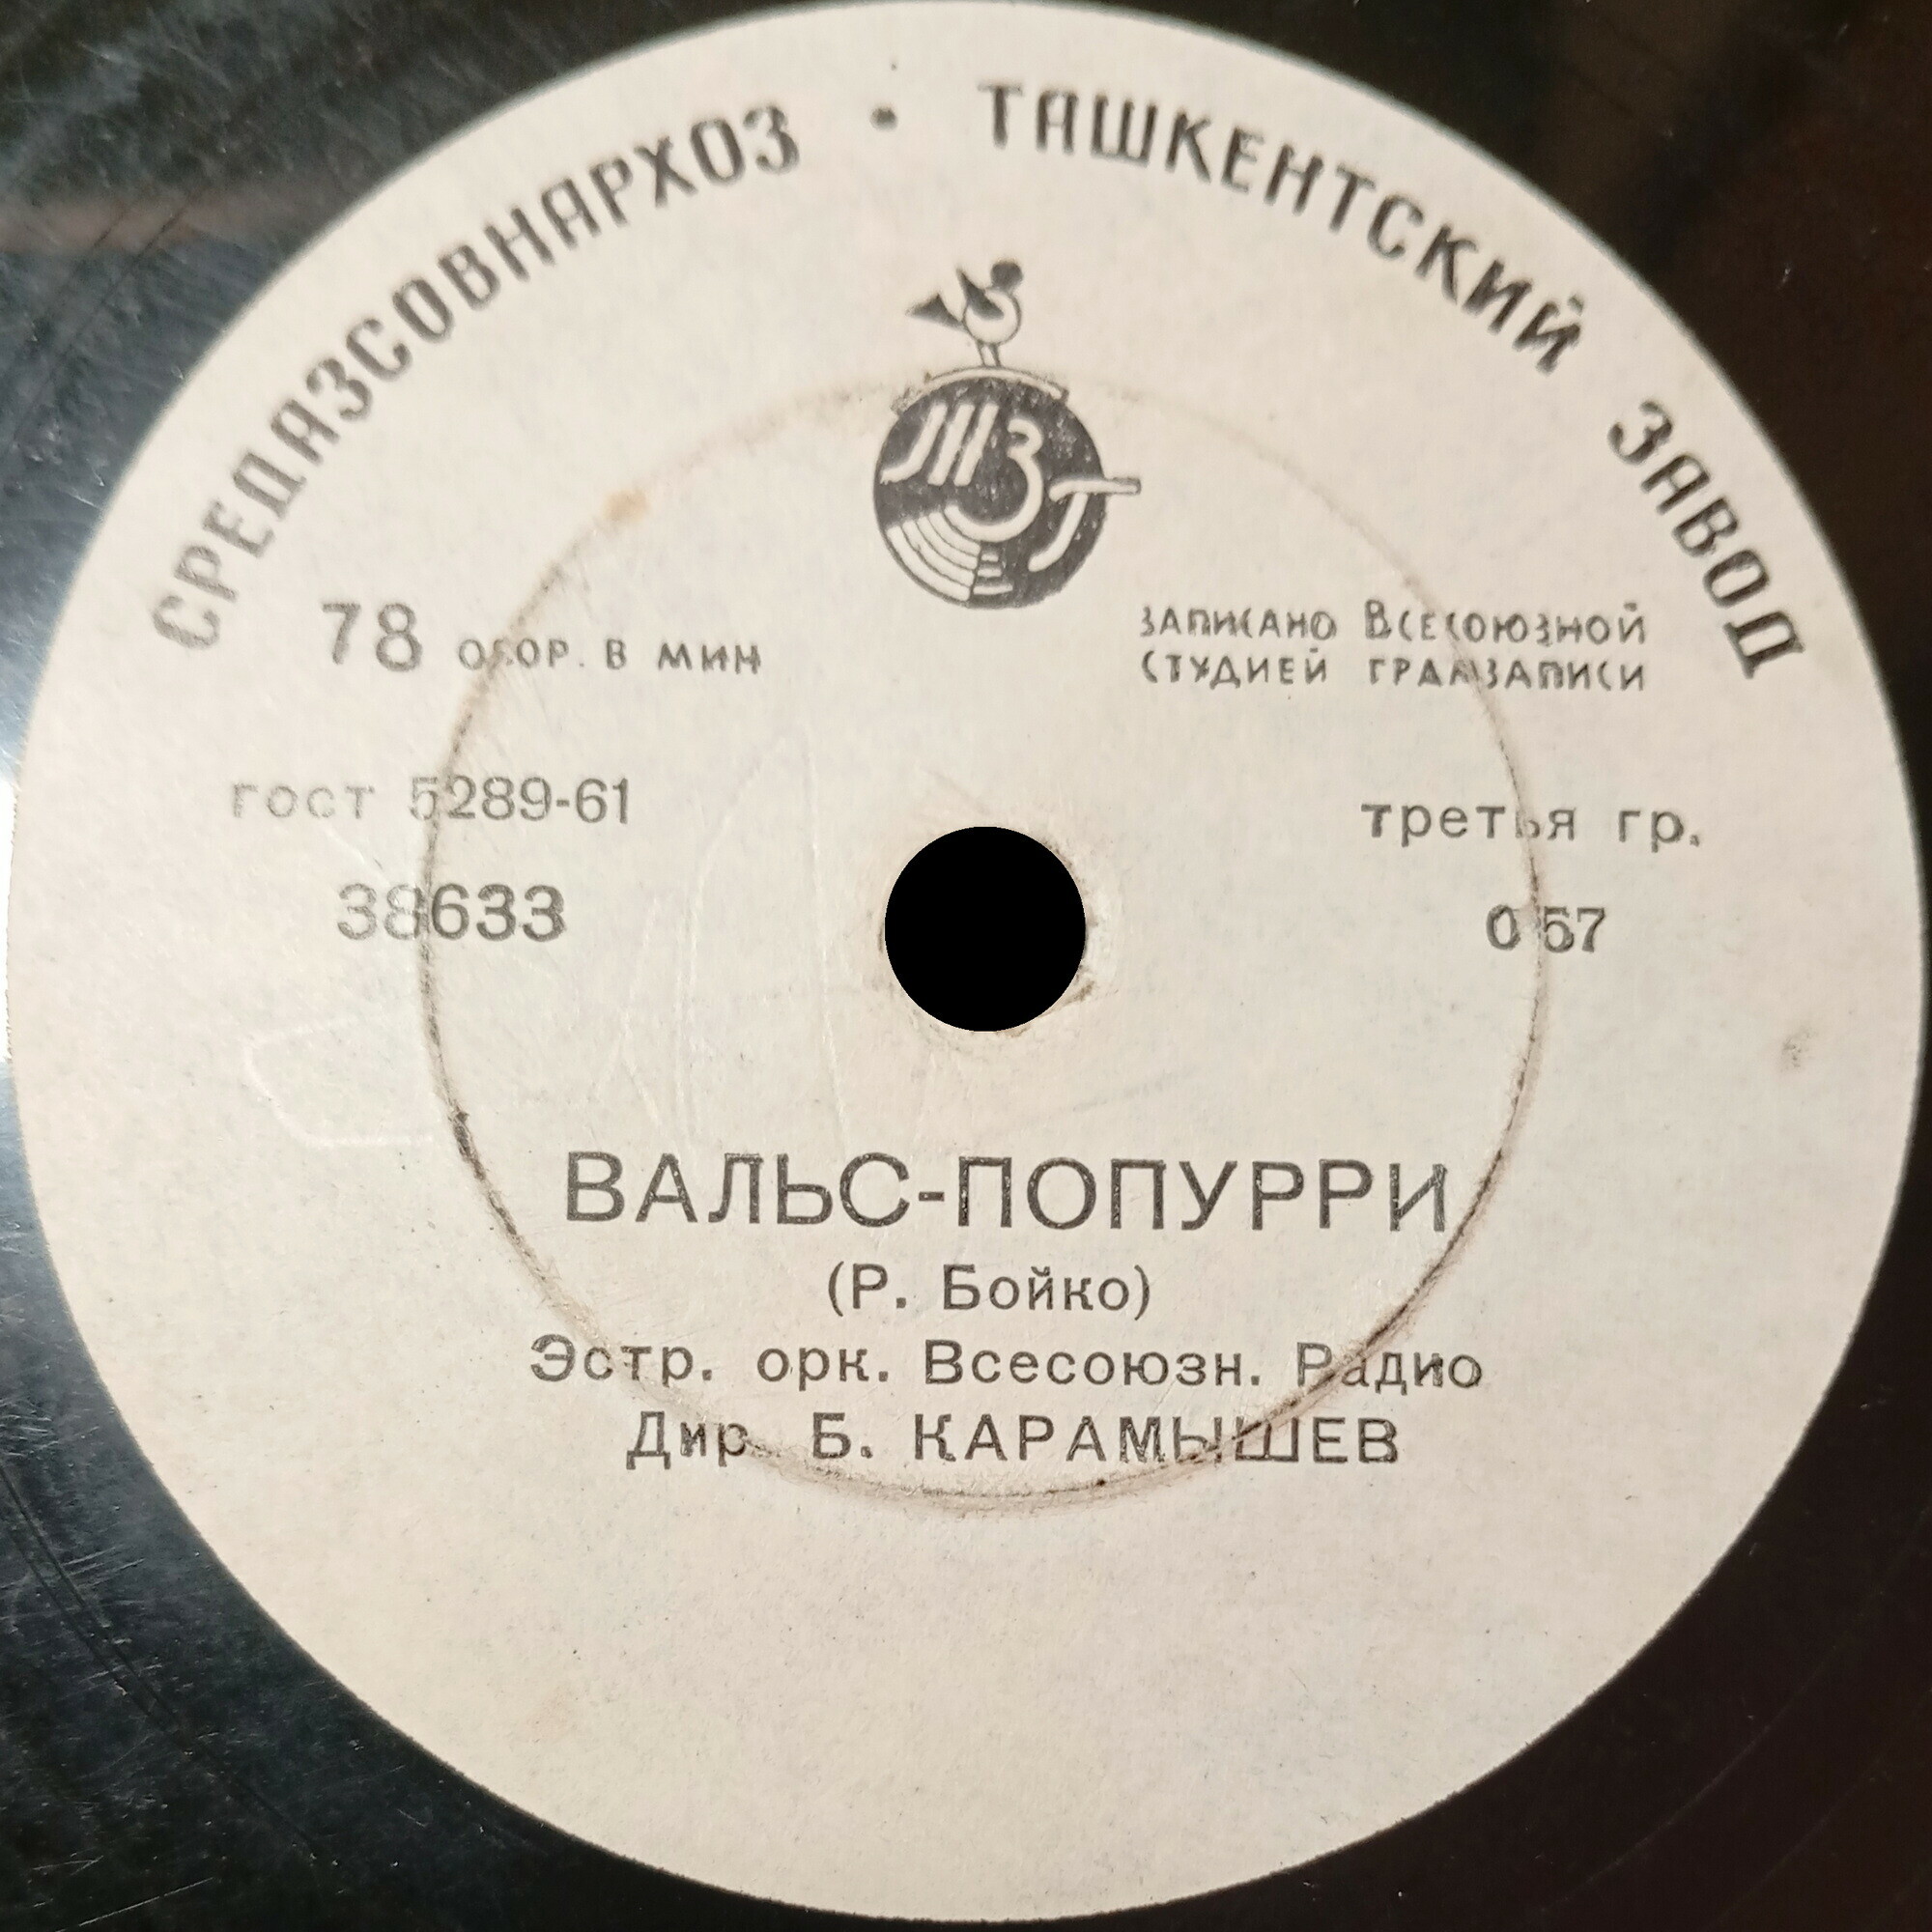 СРЕДАЗСОВНАРХОЗ • ТАШКЕНТСКИЙ ЗАВОД
ТЗГ
78 ОБОР. В МИН
ЗАПИСАНО ВСЕСОЮЗНОЙ
СТУДИЕЙ ГРАМЗАПИСИ
гост 5289-61
третья гр.
38633
0 57
ВАЛЬС-ПОПУРРИ
(Р. Бойко)
Эстр. орк. Всесоюзн. Радио
Дир. Б. КАРАМЫШЕВ